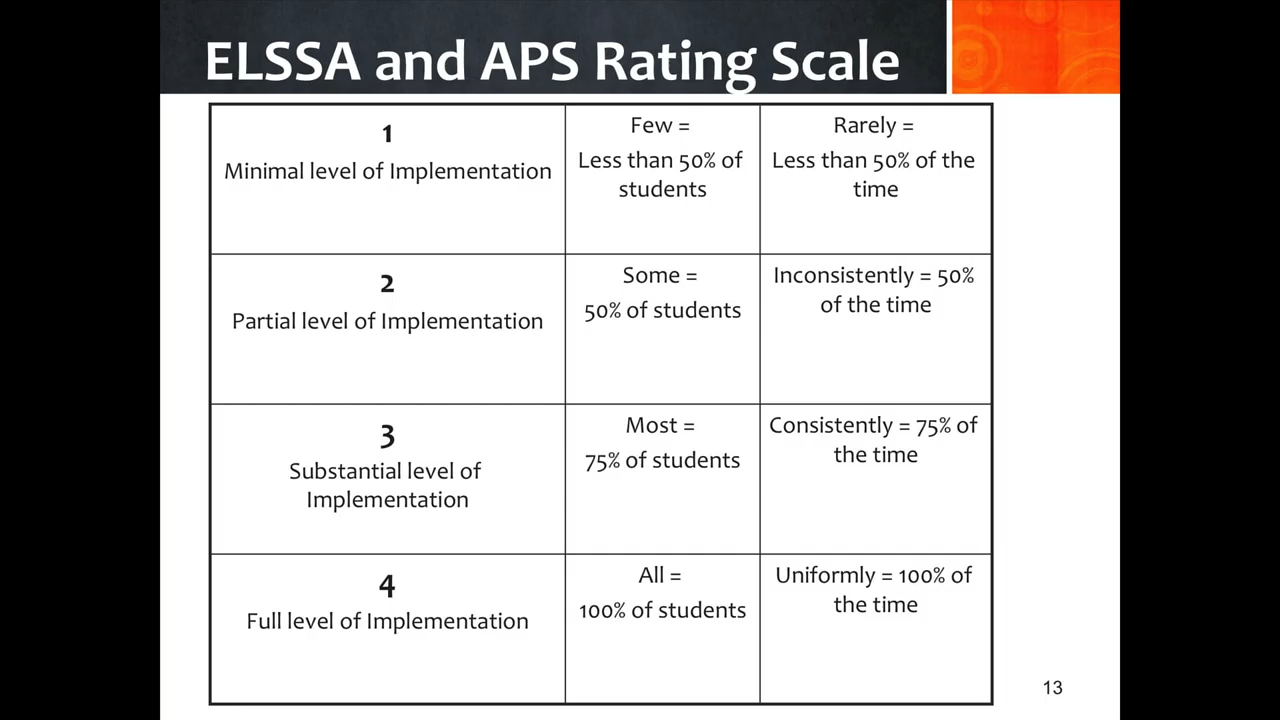 ELSSA and APS Rating Scale
1
Minimal level of Implementation
Few =
Less than 50% of
students
Rarely =
Less than 50% of the
time
2
Partial level of Implementation
Some =
50% of students
Inconsistently = 50%
of the time
3
Substantial level of
Implementation
Most =
75% of students
Consistently = 75% of
the time
4
Full level of Implementation
All =
100% of students
Uniformly = 100% of
the time
13